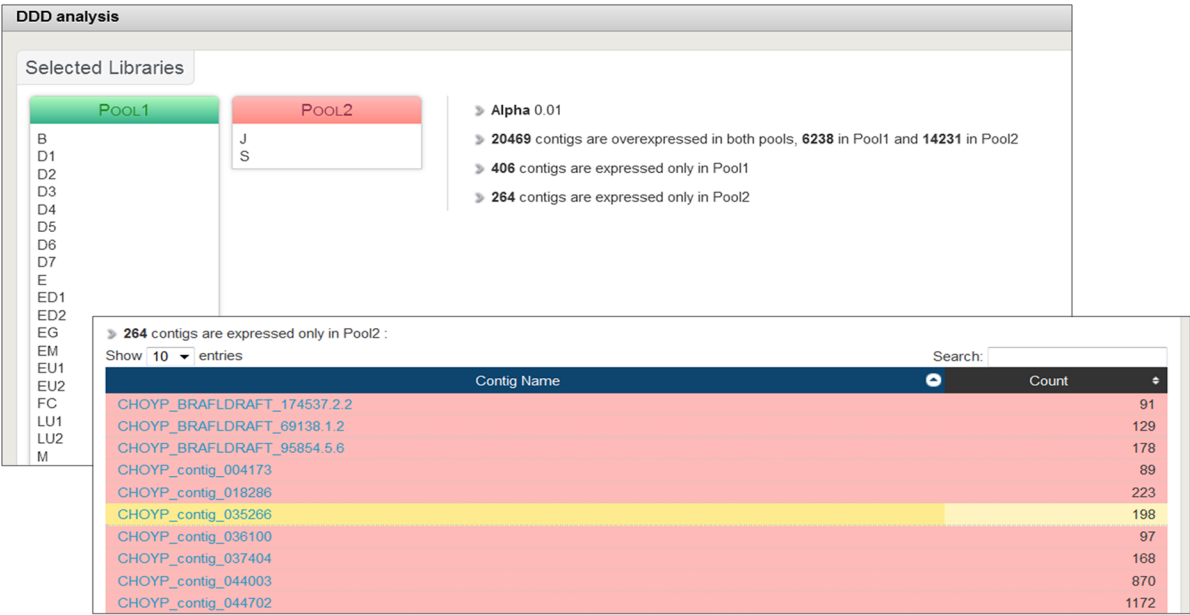 DDD analysis
Selected Libraries
POOL1
B
D1
D2
D3
D4
D5
D6
D7
E
ED1
ED2
EG
EM
EU1
EU2
FC
LU1
LU2
M
POOL2
J
S
Alpha 0.01
20469 contigs are overexpressed in both pools, 6238 in Pool1 and 14231 in Pool2
406 contigs are expressed only in Pool1
264 contigs are expressed only in Pool2
264 contigs are expressed only in Pool2 :
Show 10 entries Search:
Contig Name Count
CHOYP_BRAFLDRAFT_174537.2.2 91
CHOYP_BRAFLDRAFT_69138.1.2 129
CHOYP_BRAFLDRAFT_95854.5.6 178
CHOYP_contig_004173 89
CHOYP_contig_018286 223
CHOYP_contig_035266 198
CHOYP_contig_036100 97
CHOYP_contig_037404 168
CHOYP_contig_044003 870
CHOYP_contig_044702 1172